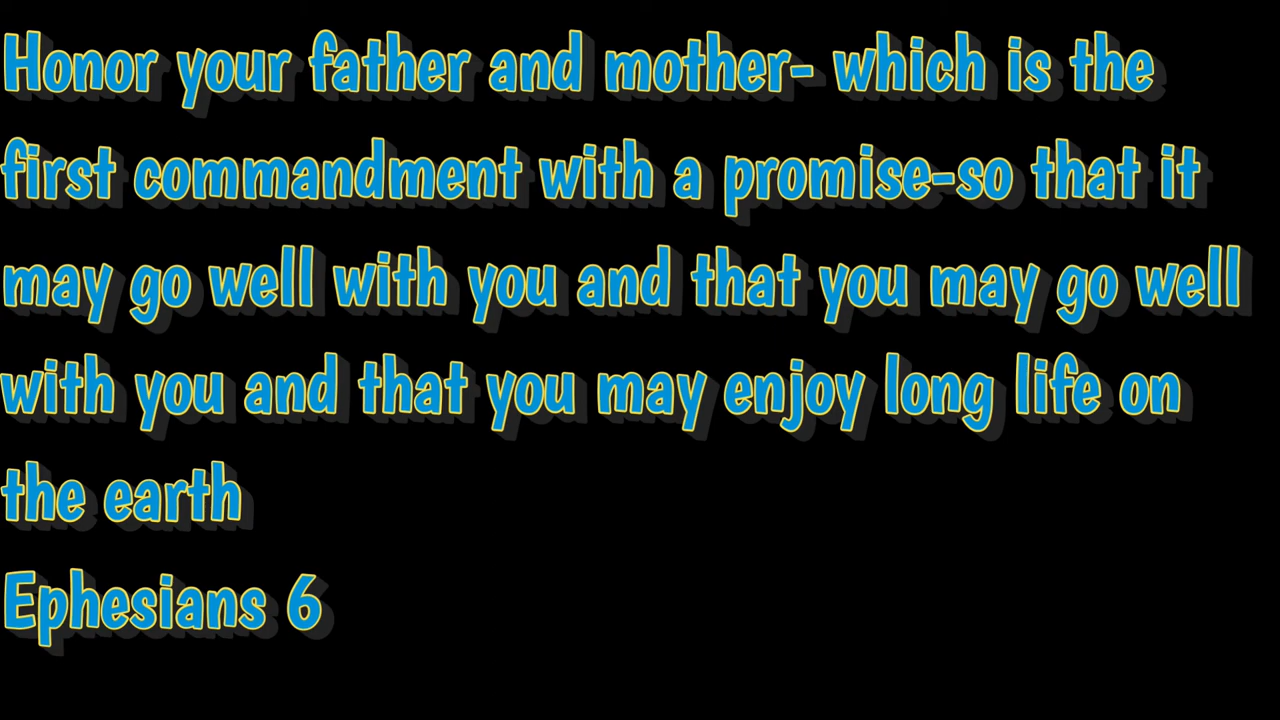 Honor your father and mother- which is the
first commandment with a promise-so that it
may go well with you and that you may go well
with you and that you may enjoy long life on
the earth
Ephesians 6